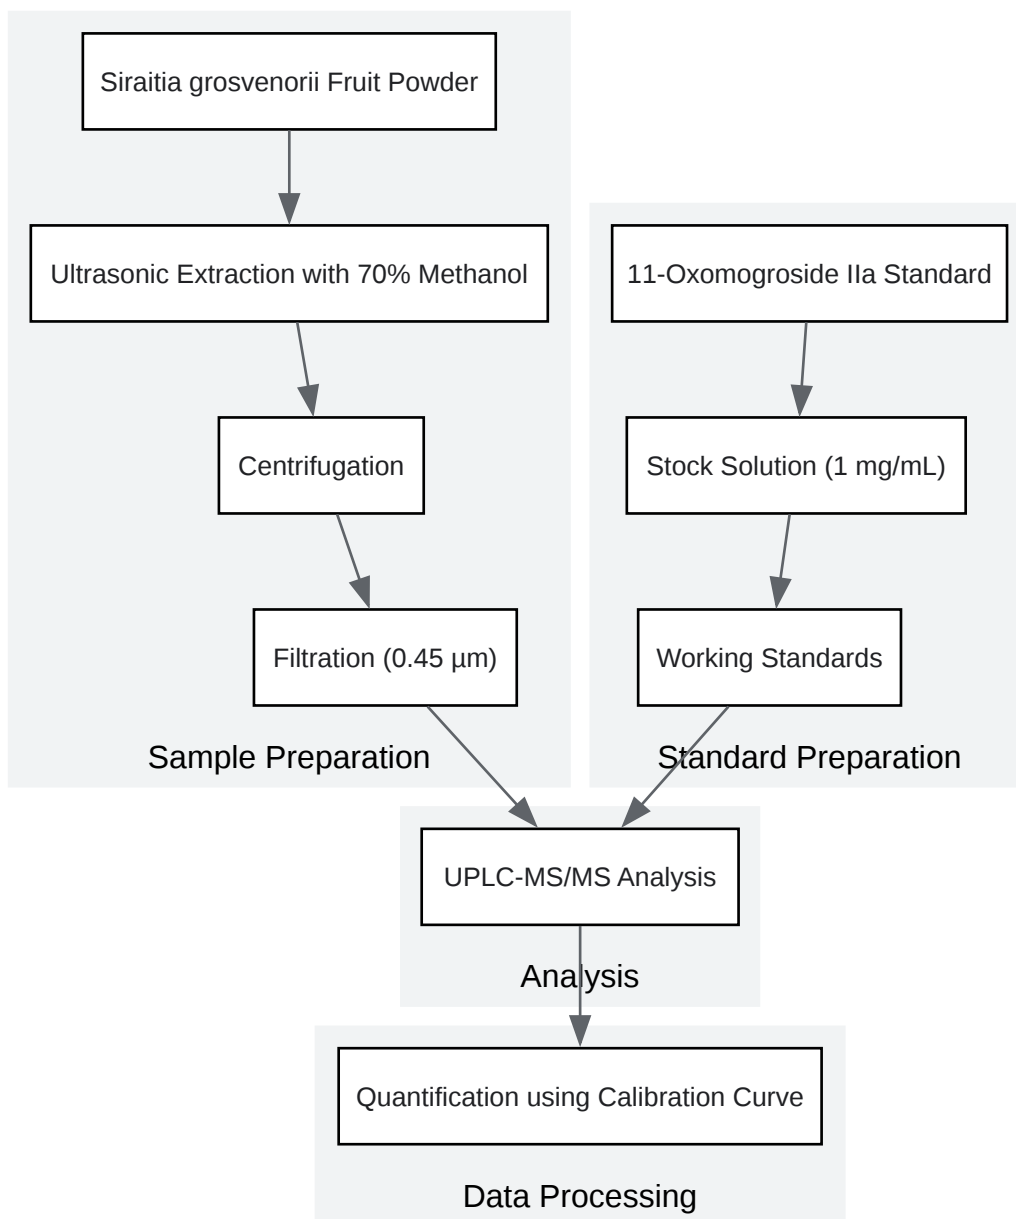 Siraitia grosvenorii Fruit Powder
Ultrasonic Extraction with 70% Methanol
Centrifugation
Filtration (0.45 µm)
Sample Preparation
11-Oxomogroside IIa Standard
Stock Solution (1 mg/mL)
Working Standards
Standard Preparation
UPLC-MS/MS Analysis
Analysis
Quantification using Calibration Curve
Data Processing